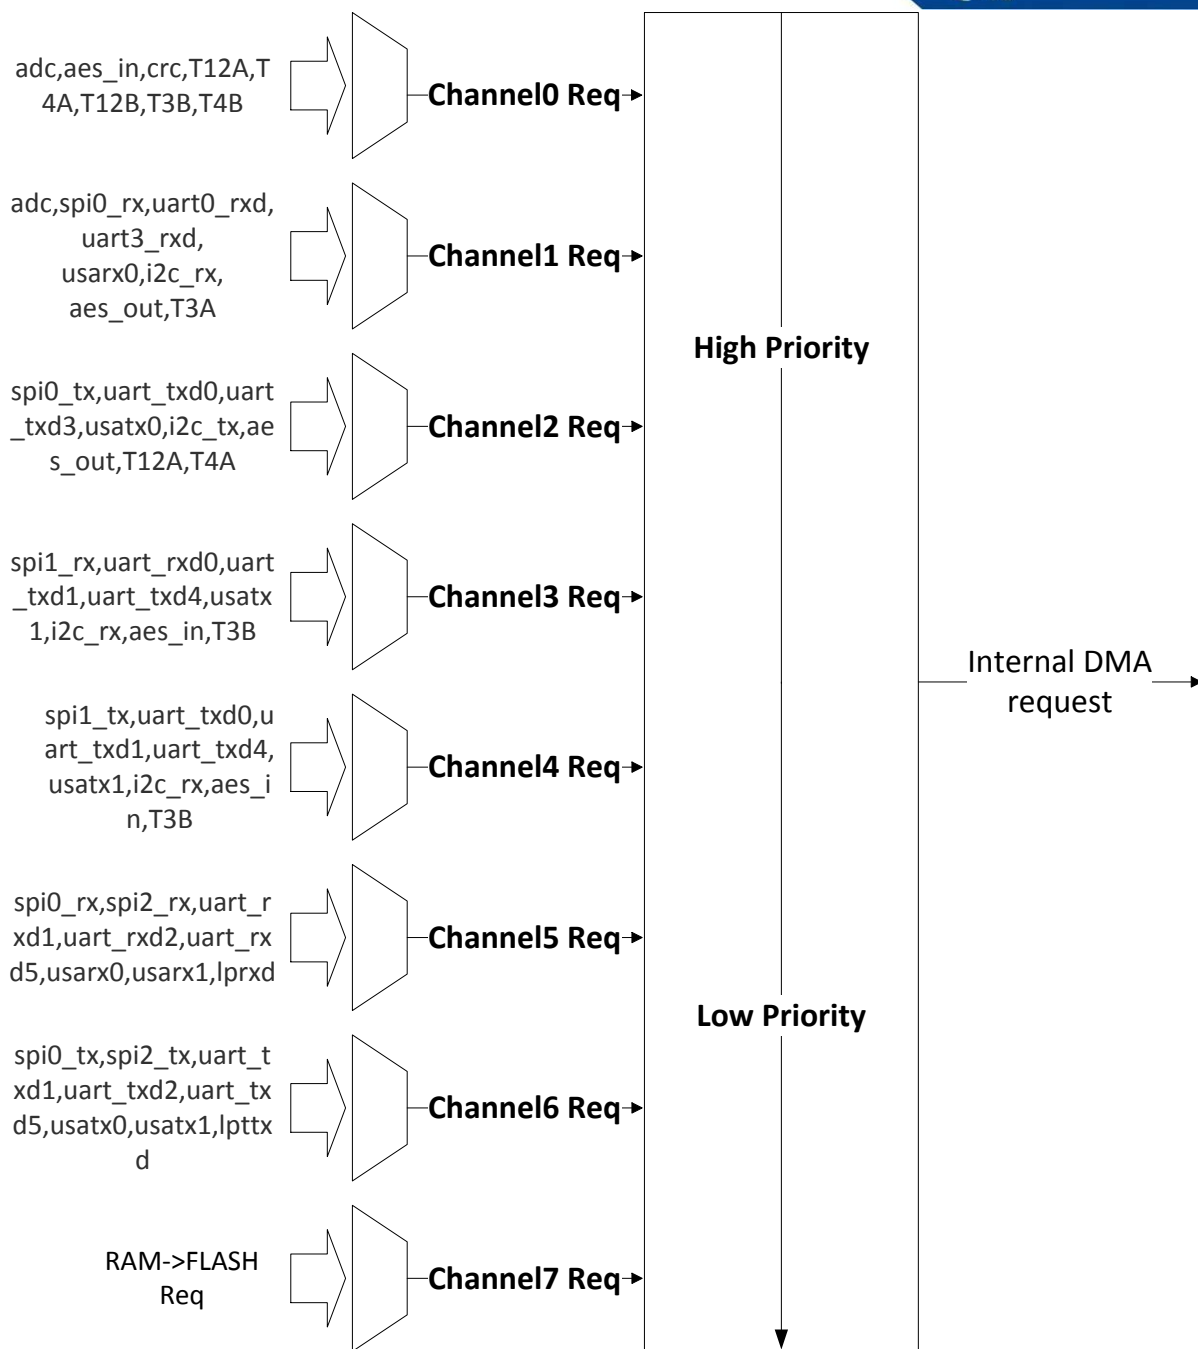 adc,aes_in,crc,T12A,T
4A,T12B,T3B,T4B
Channel0 Req
adc,spi0_rx,uart0_rxd,
uart3_rxd,
usarx0,i2c_rx,
aes_out,T3A
Channel1 Req
High Priority
spi0_tx,uart_txd0,uart
_txd3,usatx0,i2c_tx,ae
s_out,T12A,T4A
Channel2 Req
spi1_rx,uart_rxd0,uart
_txd1,uart_txd4,usatx
1,i2c_rx,aes_in,T3B
Channel3 Req
Internal DMA
request
spi1_tx,uart_txd0,u
art_txd1,uart_txd4,
usatx1,i2c_rx,aes_i
n,T3B
Channel4 Req
spi0_rx,spi2_rx,uart_r
xd1,uart_rxd2,uart_rx
d5,usarx0,usarx1,lprxd
Channel5 Req
Low Priority
spi0_tx,spi2_tx,uart_t
xd1,uart_txd2,uart_tx
d5,usatx0,usatx1,lpttx
d
Channel6 Req
RAM->FLASH
Req
Channel7 Req